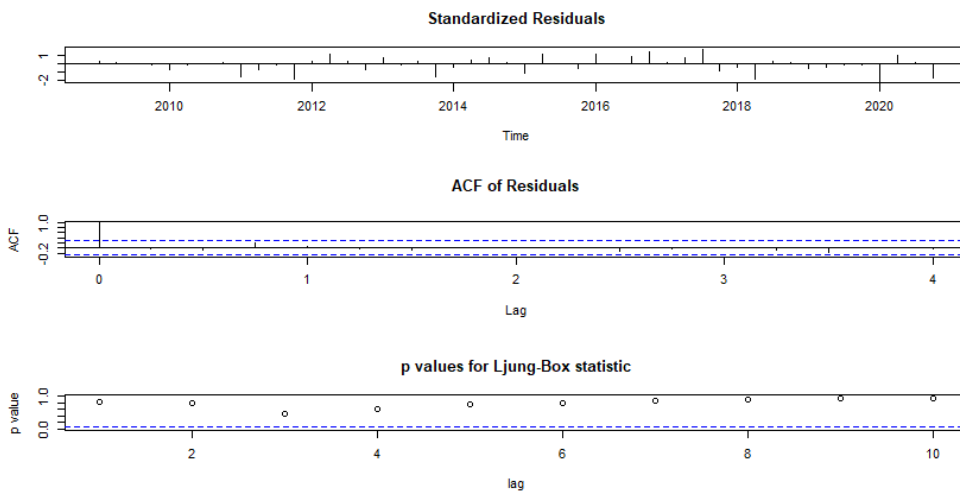 Standardized Residuals
1
-2
2010 2012 2014 2016 2018 2020
Time
ACF of Residuals
ACF
1.0
-0.2
0 1 2 3 4
Lag
p values for Ljung-Box statistic
p value
1.0
0.0
2 4 6 8 10
lag